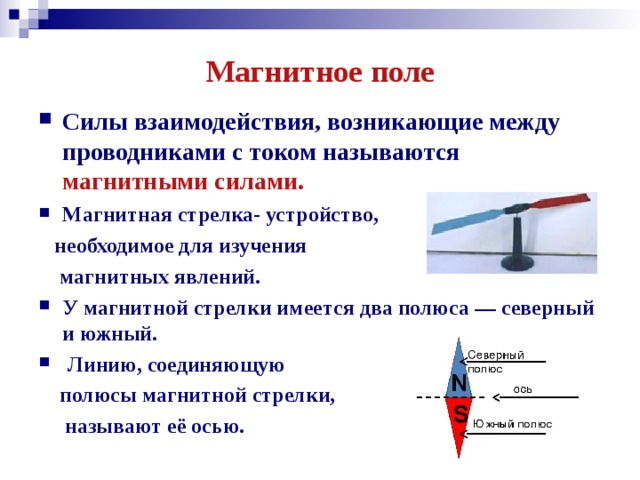 Магнитное поле
Силы взаимодействия, возникающие между
проводниками с током называются
магнитными силами.
Магнитная стрелка- устройство,
необходимое для изучения
магнитных явлений.
У магнитной стрелки имеется два полюса — северный
и южный.
Линию, соединяющую
полюсы магнитной стрелки,
называют её осью.
Северный
полюс
N
ось
S
Южный полюс